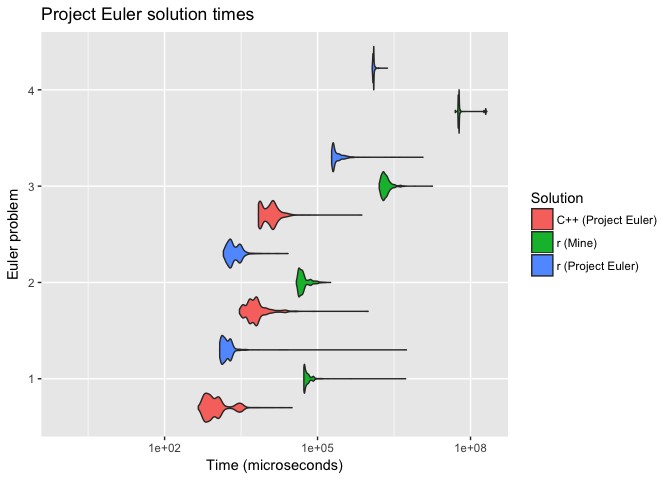 Project Euler solution times
4
3
2
1
Euler problem
1e+02 1e+05 1e+08
Time (microseconds)
Solution
C++ (Project Euler)
r (Mine)
r (Project Euler)